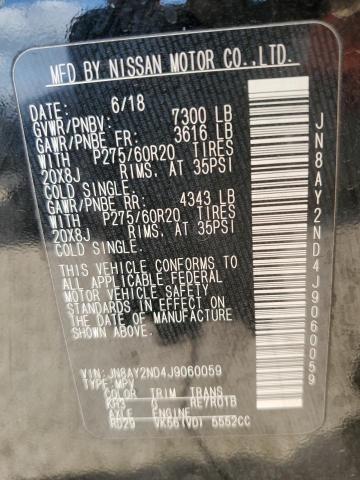 MFD BY NISSAN MOTOR CO.,LTD.
DATE: 6/18
GVWR/PNBV: 7300 LB
GAWR/PNBE FR: 3616 LB
WITH P275/60R20 TIRES
20X8J RIMS, AT 35PSI
COLD SINGLE.
GAWR/PNBE RR: 4343 LB
WITH P275/60R20 TIRES
20X8J RIMS, AT 35PSI
COLD SINGLE.
THIS VEHICLE CONFORMS TO
ALL APPLICABLE FEDERAL
MOTOR VEHICLE SAFETY
STANDARDS IN EFFECT ON
THE DATE OF MANUFACTURE
SHOWN ABOVE.
VIN: JN8AY2ND4J9060059
TYPE: MPV
COLOR TRIM TRANS
KH3 K RE7R01B
AXLE ENGINE
RD29 VK56(VD) 5552CC
JN8AY2ND4J9060059